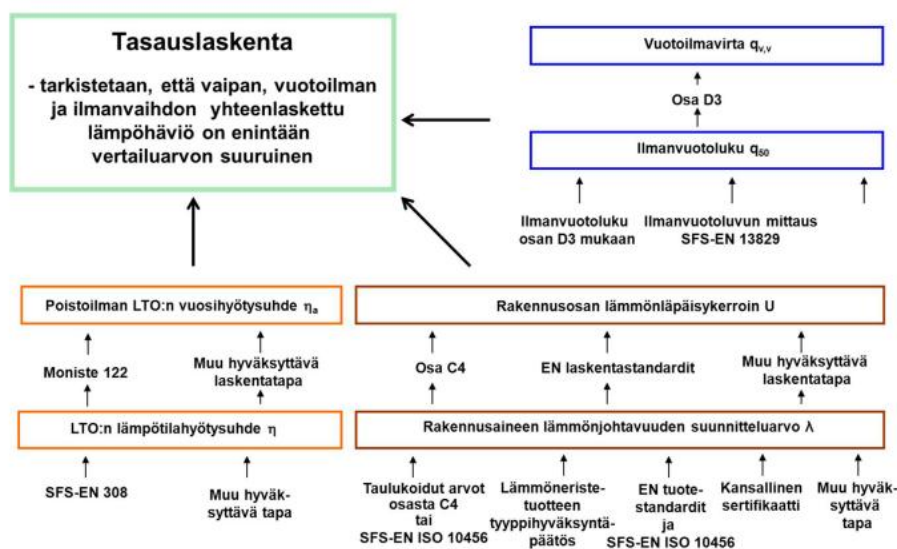 Tasauslaskenta
- tarkistetaan, että vaipan, vuotoilman
ja ilmanvaihdon yhteenlaskettu
lämpöhäviö on enintään
vertailuarvon suuruinen
Vuotoilmavirta qv,v
Osa D3
Ilmanvuotoluku q50
Ilmanvuotoluku
osan D3 mukaan
Ilmanvuotoluvun mittaus
SFS-EN 13829
Poistoilman LTO:n vuosihyötysuhde ηa
Moniste 122
Muu hyväksyttävä
laskentatapa
LTO:n lämpötilahyötysuhde η
SFS-EN 308
Muu hyväk-
syttävä tapa
Rakennusosan lämmönläpäisykerroin U
Osa C4
EN laskentastandardit
Muu hyväksyttävä
laskentatapa
Rakennusaineen lämmönjohtavuuden suunnitteluarvo λ
Taulukoidut arvot
osasta C4
tai
SFS-EN ISO 10456
Lämmöneriste-
tuotteen
tyyppihyväksyntä-
päätös
EN tuote-
standardit
ja
SFS-EN ISO 10456
Kansallinen
sertifikaatti
Muu hyväk-
syttävä
tapa